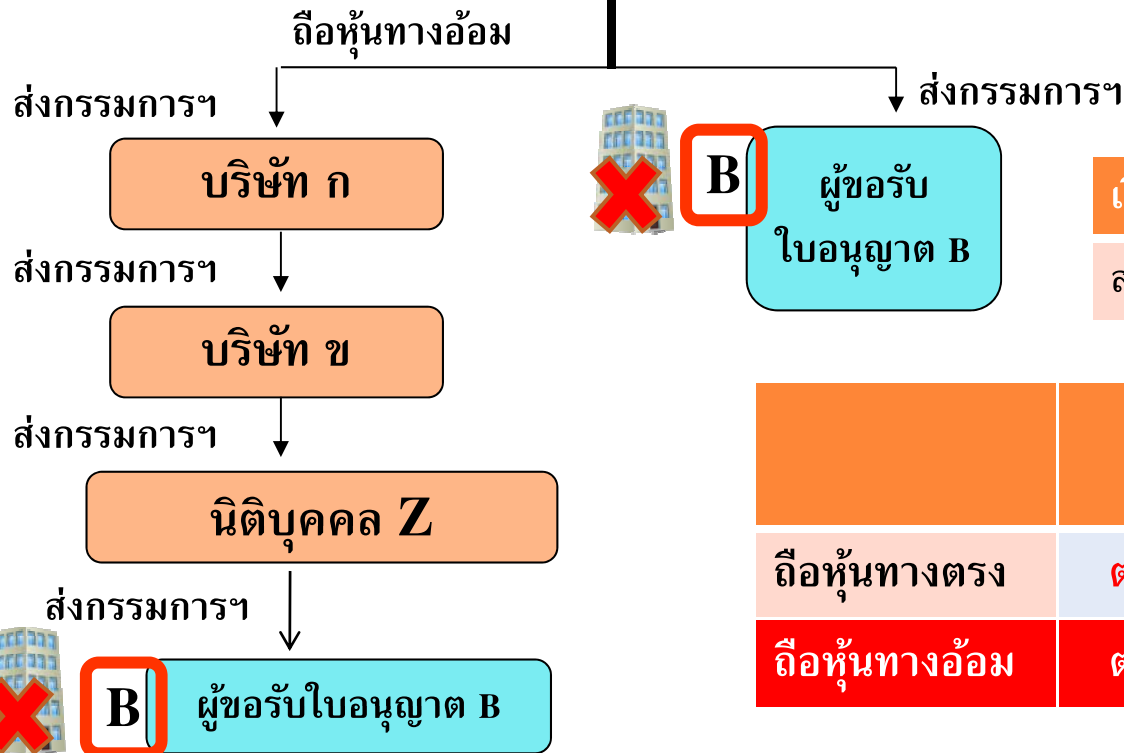 ถือหุ้นทางอ้อม
ส่งกรรมการฯ
ส่งกรรมการฯ
บริษัท ก
B
ผู้ขอรับ
ใบอนุญาต B
ส่งกรรมการฯ
บริษัท ข
ส่งกรรมการฯ
นิติบุคคล Z
ถือหุ้นทางตรง
ส่งกรรมการฯ
ถือหุ้นทางอ้อม
B
ผู้ขอรับใบอนุญาต B